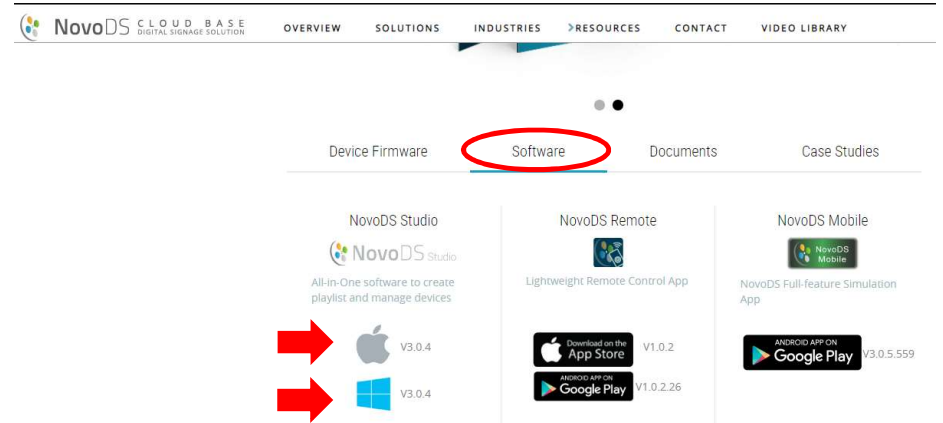 NovoDS CLOUD BASE
DIGITAL SIGNAGE SOLUTION
OVERVIEW SOLUTIONS INDUSTRIES RESOURCES CONTACT VIDEO LIBRARY
Device Firmware Software Documents Case Studies
NovoDS Studio
NovoDS Studio
All-in-One software to create
playlist and manage devices
V3.0.4
V3.0.4
NovoDS Remote
Lightweight Remote Control App
Download on the
App Store
V1.0.2
ANDROID APP ON
Google Play
V1.0.2.26
NovoDS Mobile
NovoDS
Mobile
NovoDS Full-feature Simulation
App
ANDROID APP ON
Google Play
V3.0.5.559